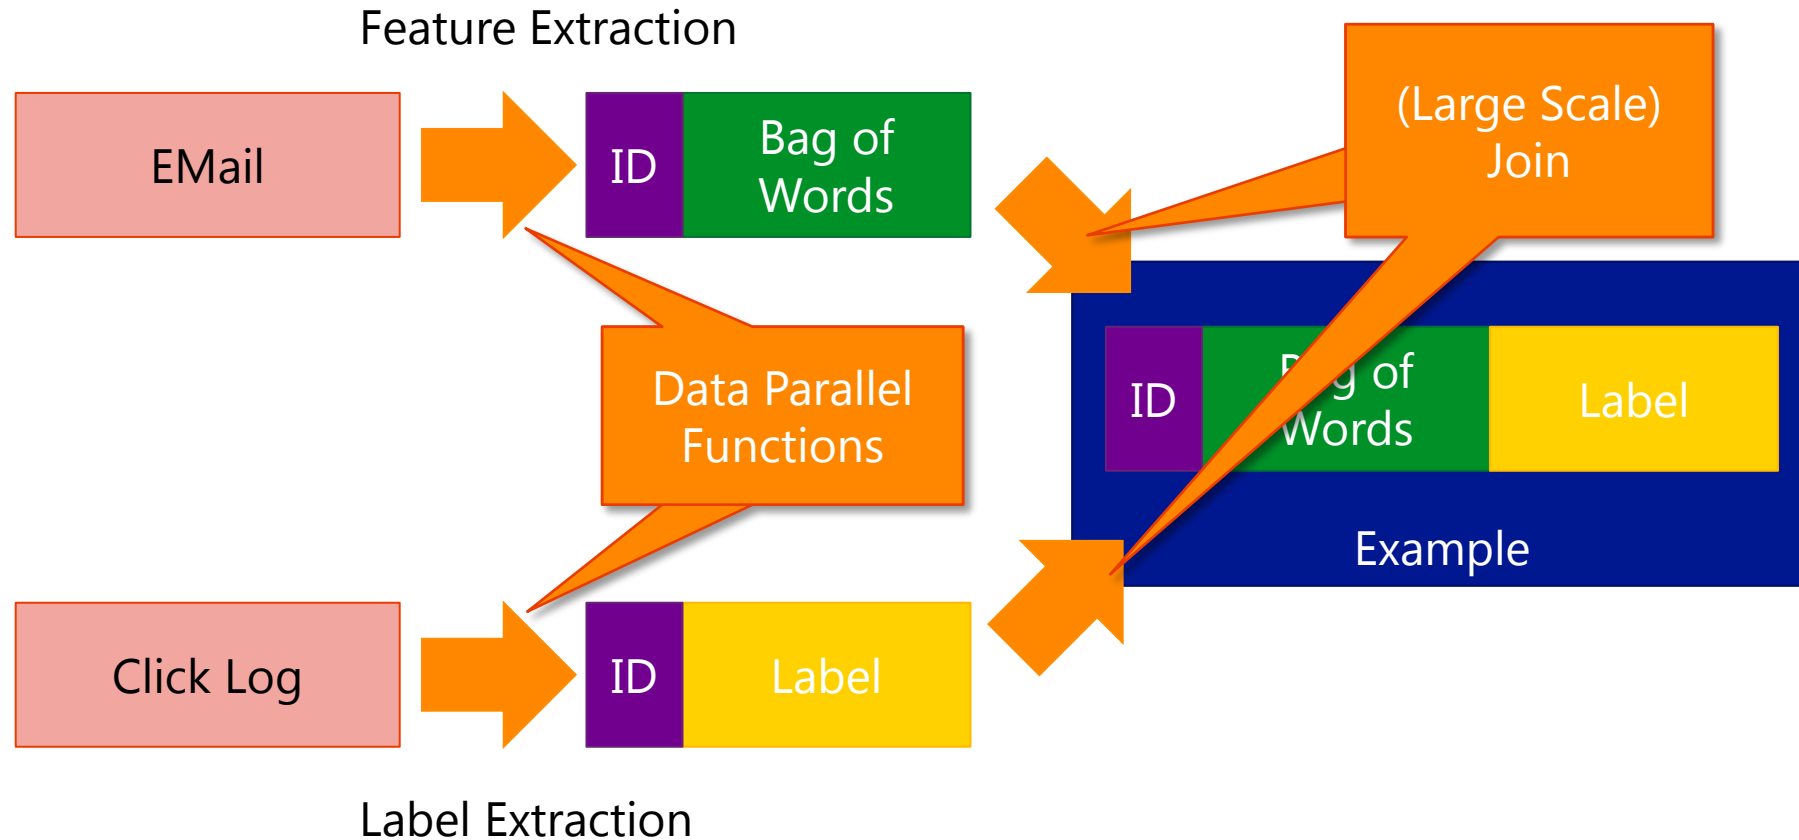 Feature Extraction
EMail
ID
Bag of
Words
(Large Scale)
Join
Data Parallel
Functions
ID
Bag of
Words
Label
Example
Click Log
ID
Label
Label Extraction